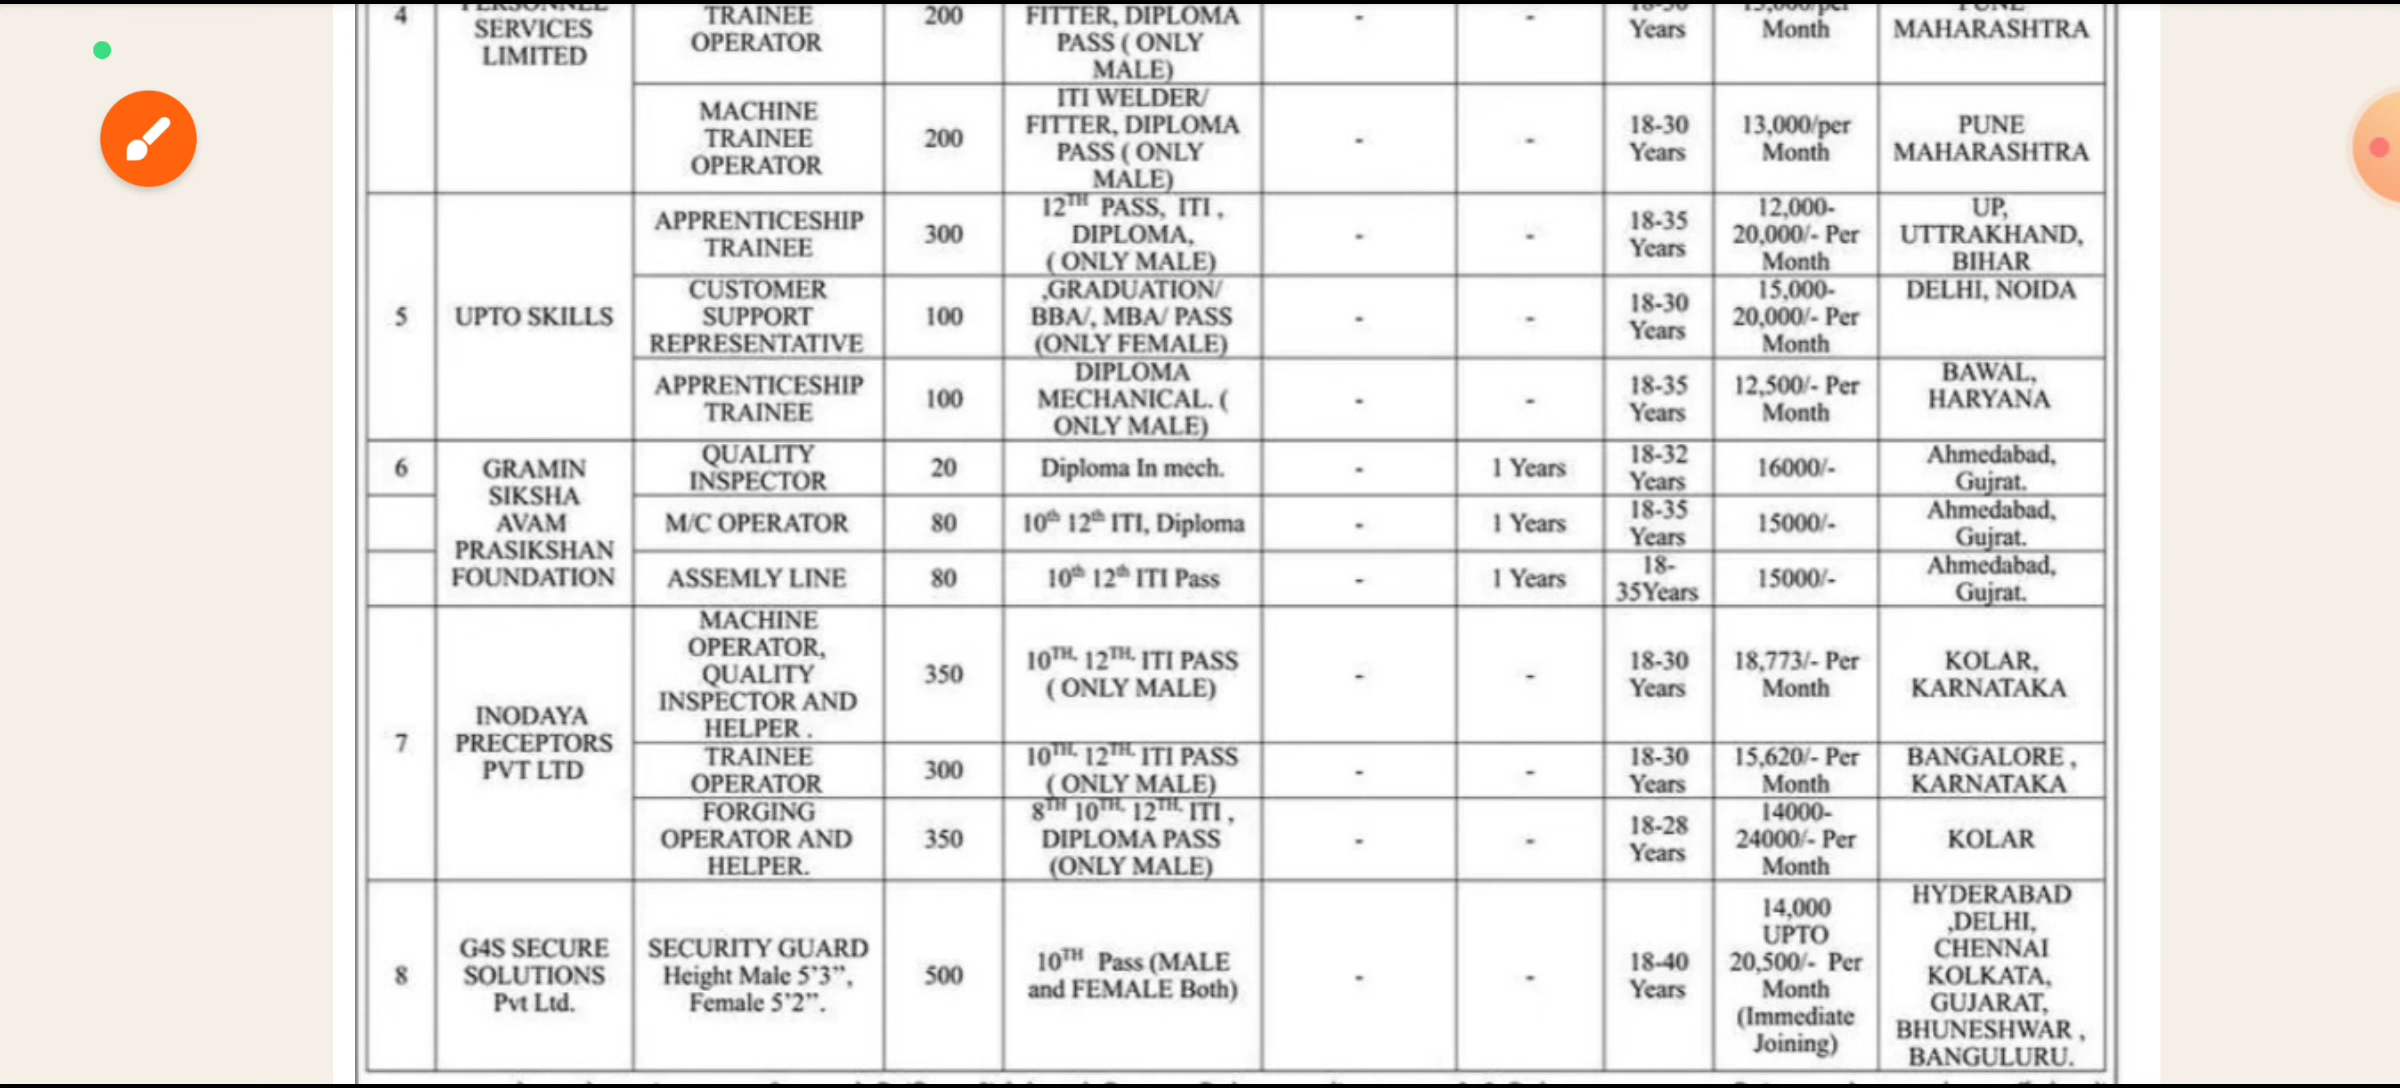 4
SERVICES
LIMITED
TRAINEE
OPERATOR
200
FITTER, DIPLOMA
PASS ( ONLY
MALE)
-
-
Years
Month
MAHARASHTRA
MACHINE
TRAINEE
OPERATOR
200
ITI WELDER/
FITTER, DIPLOMA
PASS ( ONLY
MALE)
-
-
18-30
Years
13,000/per
Month
PUNE
MAHARASHTRA
5
UPTO SKILLS
APPRENTICESHIP
TRAINEE
300
12TH PASS, ITI ,
DIPLOMA,
( ONLY MALE)
-
-
18-35
Years
12,000-
20,000/- Per
Month
UP,
UTTRAKHAND,
BIHAR
CUSTOMER
SUPPORT
REPRESENTATIVE
100
,GRADUATION/
BBA/, MBA/ PASS
(ONLY FEMALE)
-
-
18-30
Years
15,000-
20,000/- Per
Month
DELHI, NOIDA
APPRENTICESHIP
TRAINEE
100
DIPLOMA
MECHANICAL. (
ONLY MALE)
-
-
18-35
Years
12,500/- Per
Month
BAWAL,
HARYANA
6
GRAMIN
SIKSHA
AVAM
PRASIKSHAN
FOUNDATION
QUALITY
INSPECTOR
20
Diploma In mech.
-
1 Years
18-32
Years
16000/-
Ahmedabad,
Gujrat.
M/C OPERATOR
80
10th 12th ITI, Diploma
-
1 Years
18-35
Years
15000/-
Ahmedabad,
Gujrat.
ASSEMLY LINE
80
10th 12th ITI Pass
-
1 Years
18-
35Years
15000/-
Ahmedabad,
Gujrat.
7
INODAYA
PRECEPTORS
PVT LTD
MACHINE
OPERATOR,
QUALITY
INSPECTOR AND
HELPER .
350
10TH, 12TH, ITI PASS
( ONLY MALE)
-
-
18-30
Years
18,773/- Per
Month
KOLAR,
KARNATAKA
TRAINEE
OPERATOR
300
10TH, 12TH, ITI PASS
( ONLY MALE)
-
-
18-30
Years
15,620/- Per
Month
BANGALORE ,
KARNATAKA
FORGING
OPERATOR AND
HELPER.
350
8TH 10TH, 12TH, ITI ,
DIPLOMA PASS
(ONLY MALE)
-
-
18-28
Years
14000-
24000/- Per
Month
KOLAR
8
G4S SECURE
SOLUTIONS
Pvt Ltd.
SECURITY GUARD
Height Male 5'3”,
Female 5'2”.
500
10TH Pass (MALE
and FEMALE Both)
-
-
18-40
Years
14,000
UPTO
20,500/- Per
Month
(Immediate
Joining)
HYDERABAD
,DELHI,
CHENNAI
KOLKATA,
GUJARAT,
BHUNESHWAR ,
BANGULURU.